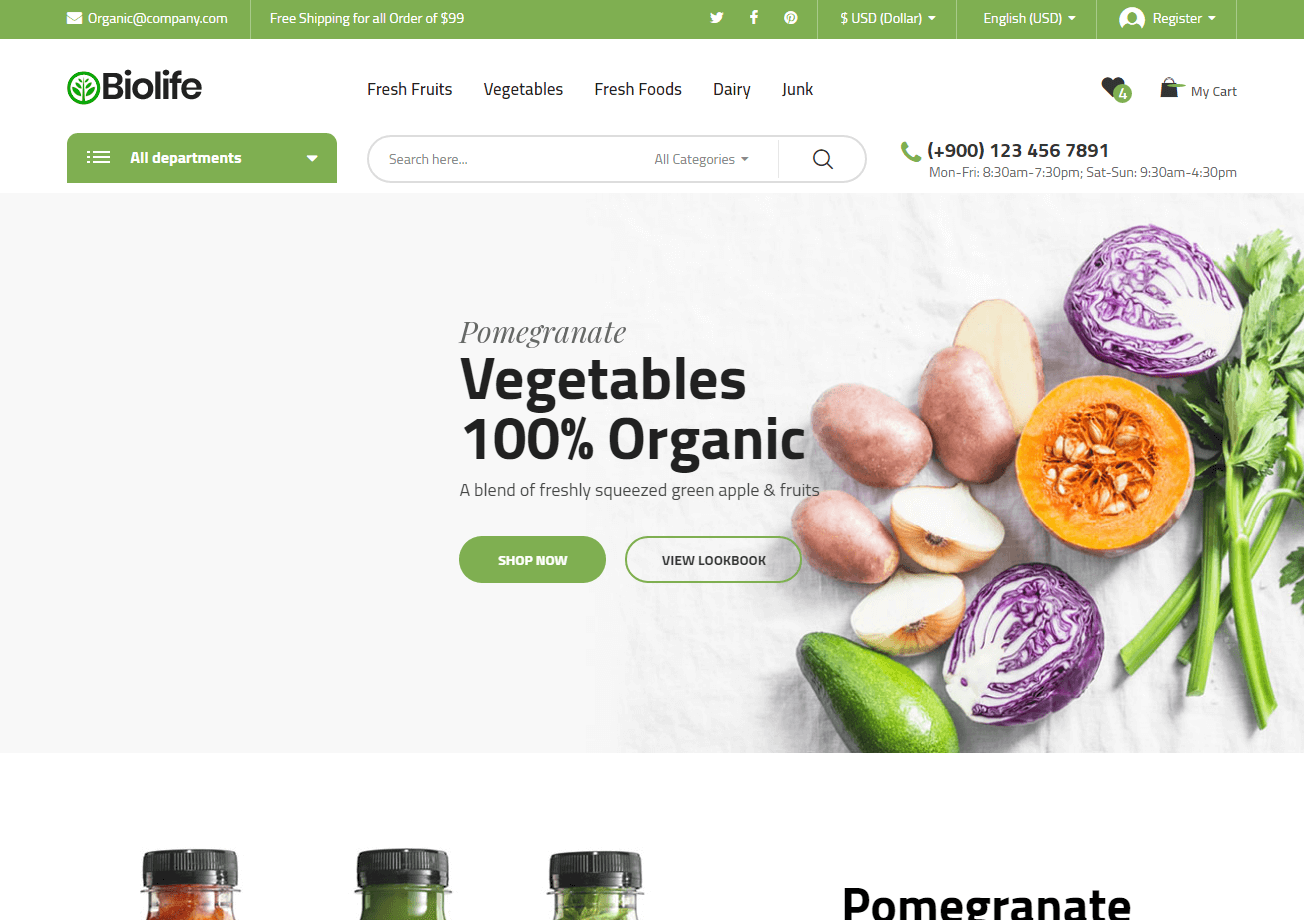 Organic@company.com
Free Shipping for all Order of $99
$ USD (Dollar)
English (USD)
Register
Biolife
Fresh Fruits
Vegetables
Fresh Foods
Dairy
Junk
4
My Cart
All departments
Search here...
All Categories
(+900) 123 456 7891
Mon-Fri: 8:30am-7:30pm; Sat-Sun: 9:30am-4:30pm
Pomegranate
Vegetables
100% Organic
A blend of freshly squeezed green apple & fruits
SHOP NOW
VIEW LOOKBOOK
Pomegranate